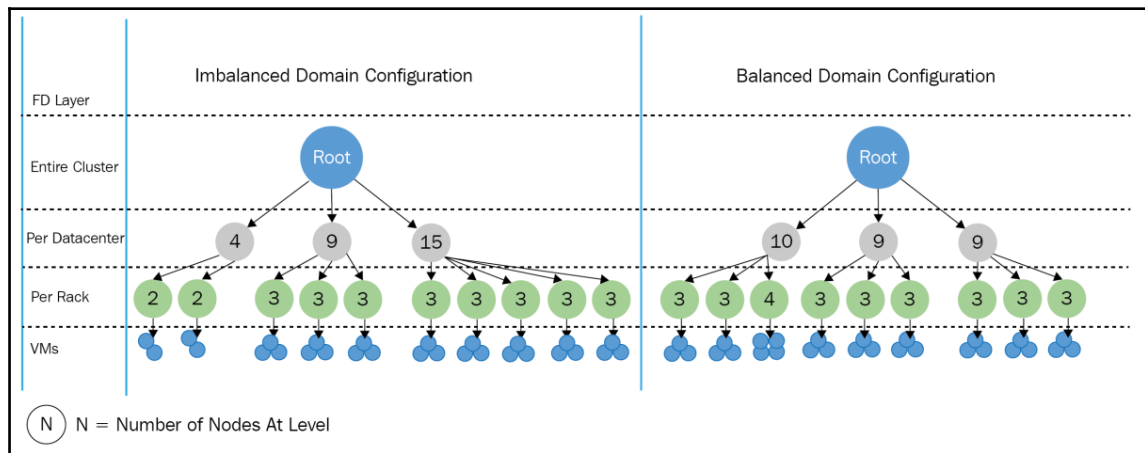 Imbalanced Domain Configuration
Balanced Domain Configuration
FD Layer
Entire Cluster
Root
Root
Per Datacenter
4
9
15
10
9
9
Per Rack
2
2
3
3
3
3
3
3
3
3
3
3
4
3
3
3
3
3
3
VMs
N
N = Number of Nodes At Level